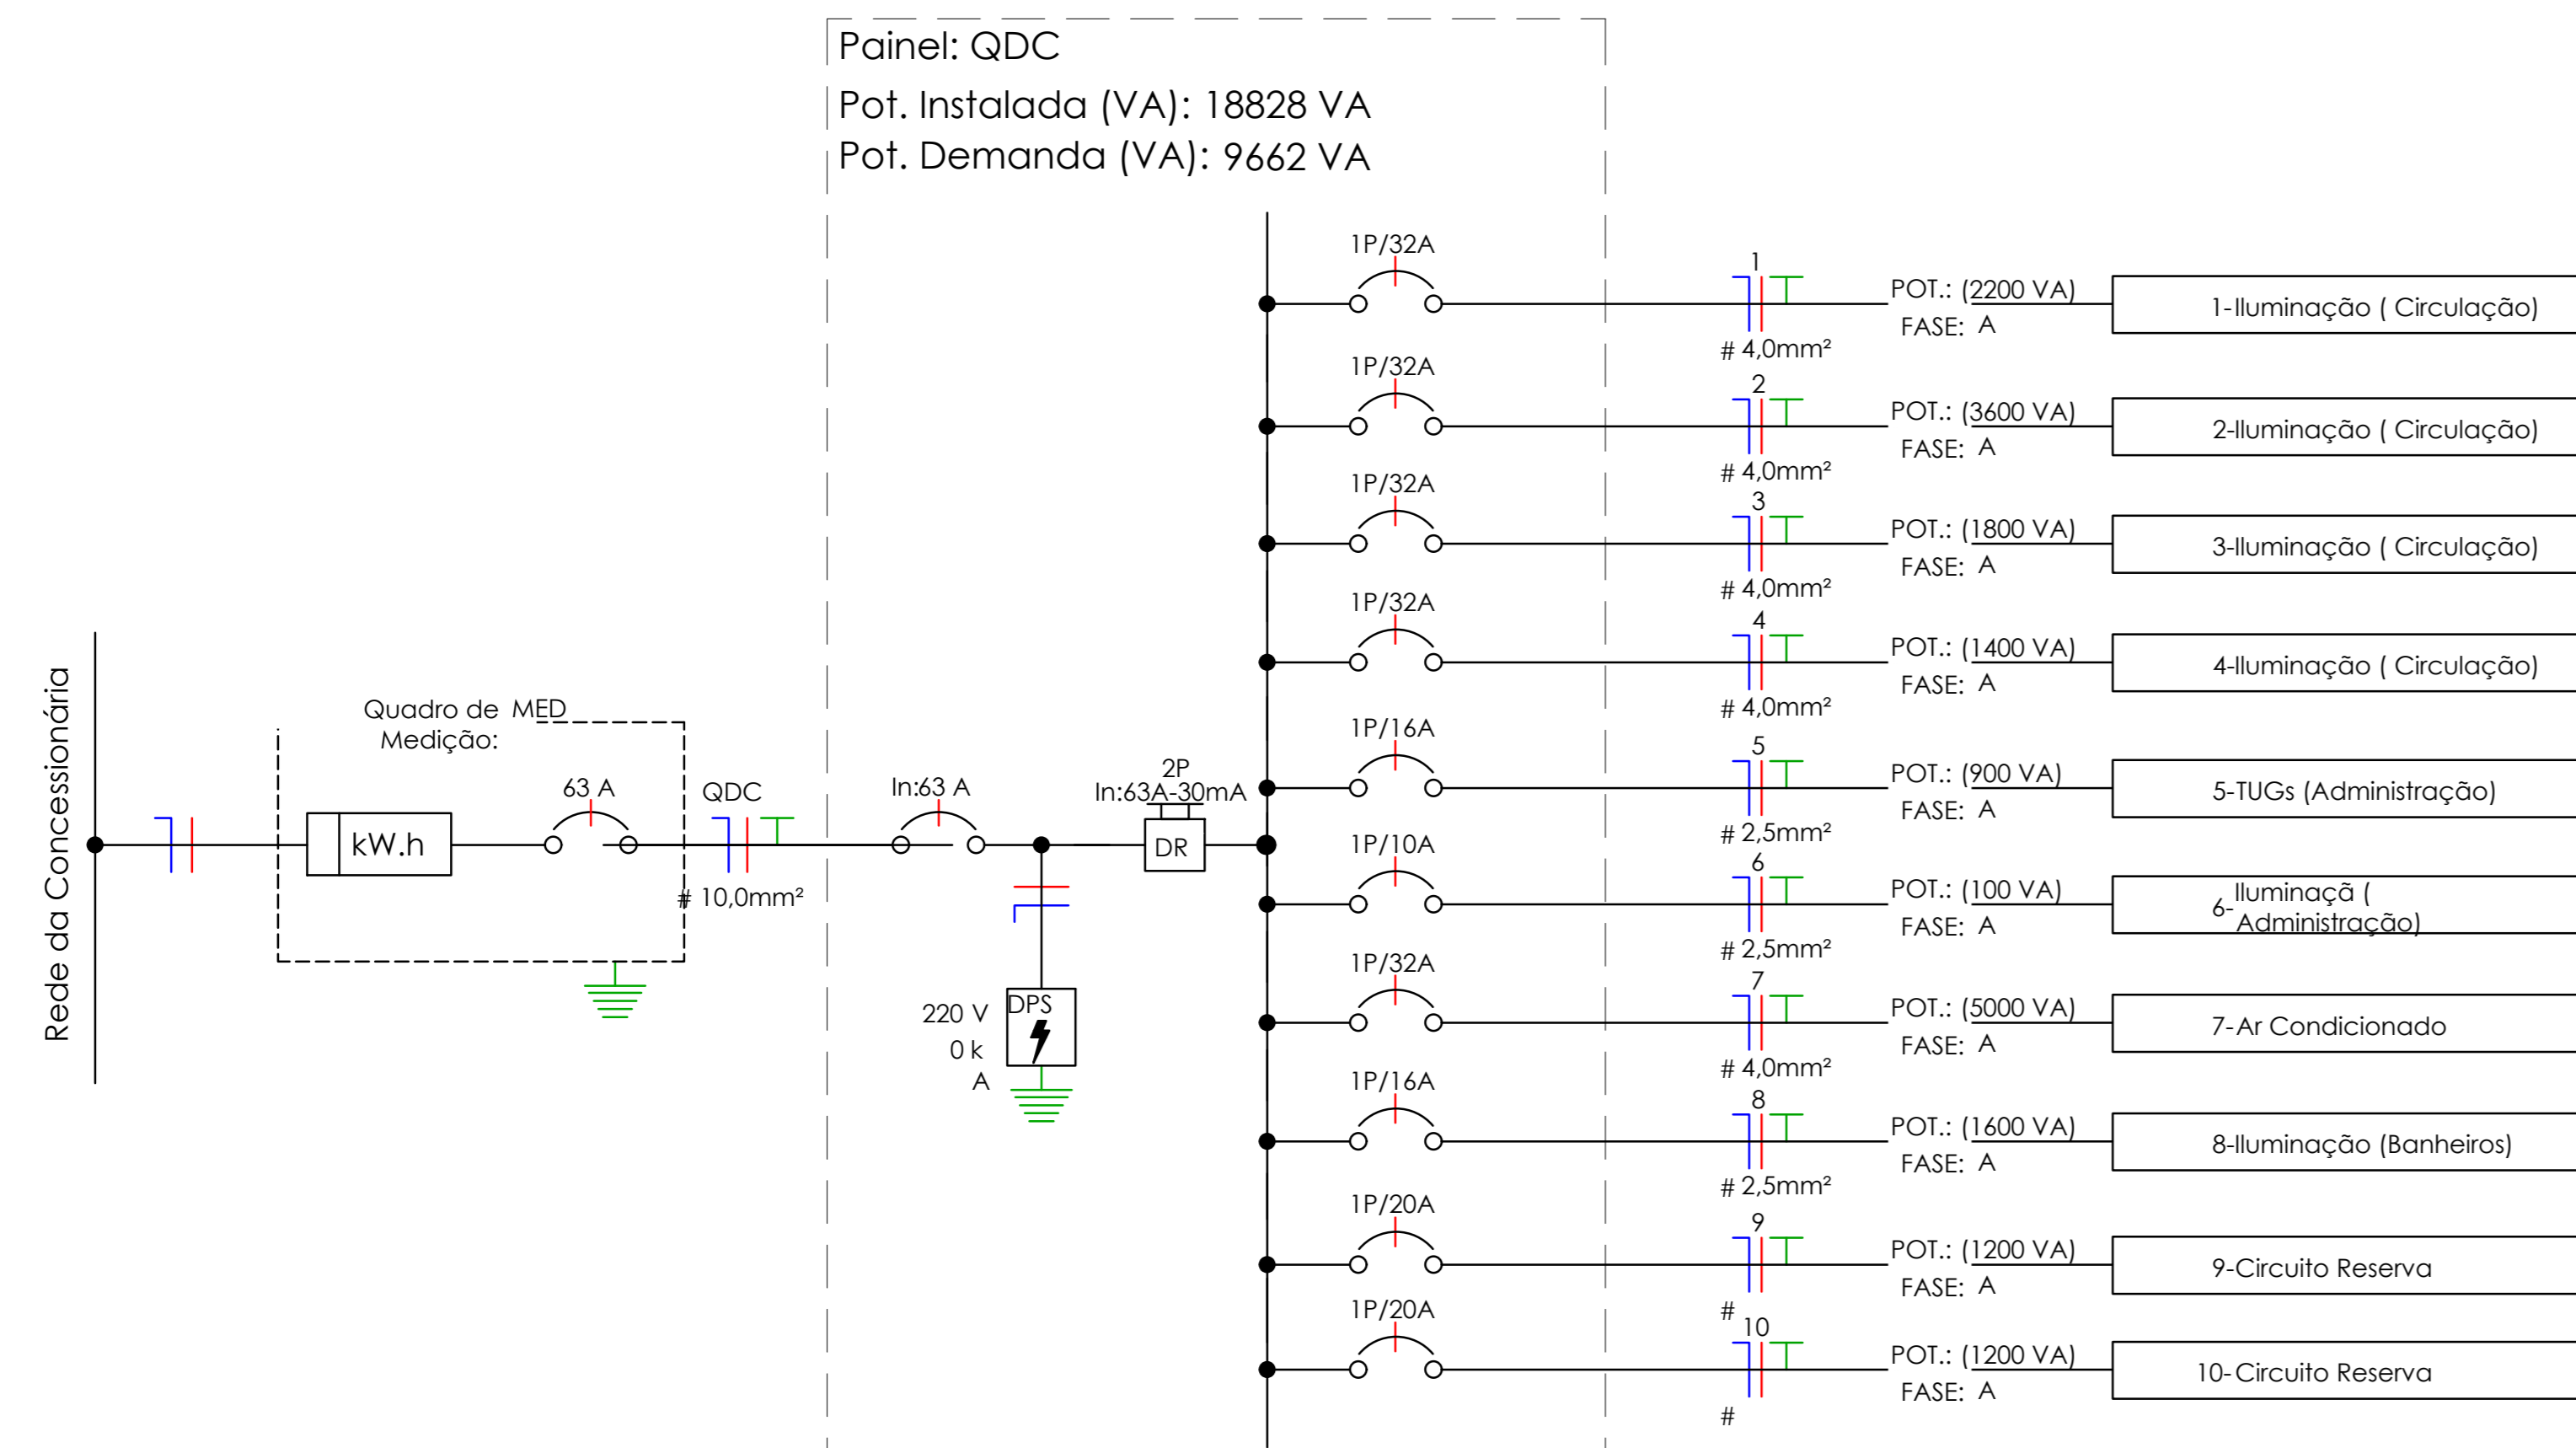 Painel: QDC
Pot. Instalada (VA): 18828 VA
Pot. Demanda (VA): 9662 VA
Rede da Concessionária
Quadro de MED
Medição:
kW.h
63 A
QDC
# 10,0mm²
In:63 A
2P
In:63A-30mA
DR
DPS
220 V
0 k
A
1P/32A
1
# 4,0mm²
POT.: (2200 VA)
FASE: A
1-Iluminação ( Circulação)
1P/32A
2
# 4,0mm²
POT.: (3600 VA)
FASE: A
2-Iluminação ( Circulação)
1P/32A
3
# 4,0mm²
POT.: (1800 VA)
FASE: A
3-Iluminação ( Circulação)
1P/32A
4
# 4,0mm²
POT.: (1400 VA)
FASE: A
4-Iluminação ( Circulação)
1P/16A
5
# 2,5mm²
POT.: (900 VA)
FASE: A
5-TUGs (Administração)
1P/10A
6
# 2,5mm²
POT.: (100 VA)
FASE: A
6-Iluminaçã (
Administração)
1P/32A
7
# 4,0mm²
POT.: (5000 VA)
FASE: A
7-Ar Condicionado
1P/16A
8
# 2,5mm²
POT.: (1600 VA)
FASE: A
8-Iluminação (Banheiros)
1P/20A
9
#
POT.: (1200 VA)
FASE: A
9-Circuito Reserva
1P/20A
10
#
POT.: (1200 VA)
FASE: A
10-Circuito Reserva